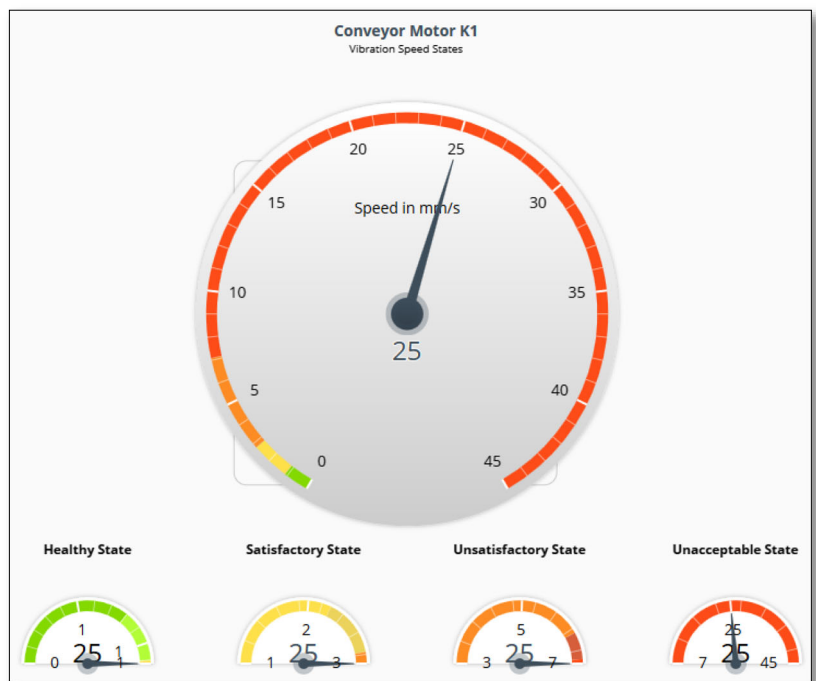 Conveyor Motor K1
Vibration Speed States
20 25
15 30
Speed in mm/s
10 35
25
5 40
0 45
Healthy State Satisfactory State Unsatisfactory State Unacceptable State
1 2 5 25
25 1 25 25 25
0 1 1 3 3 7 7 45